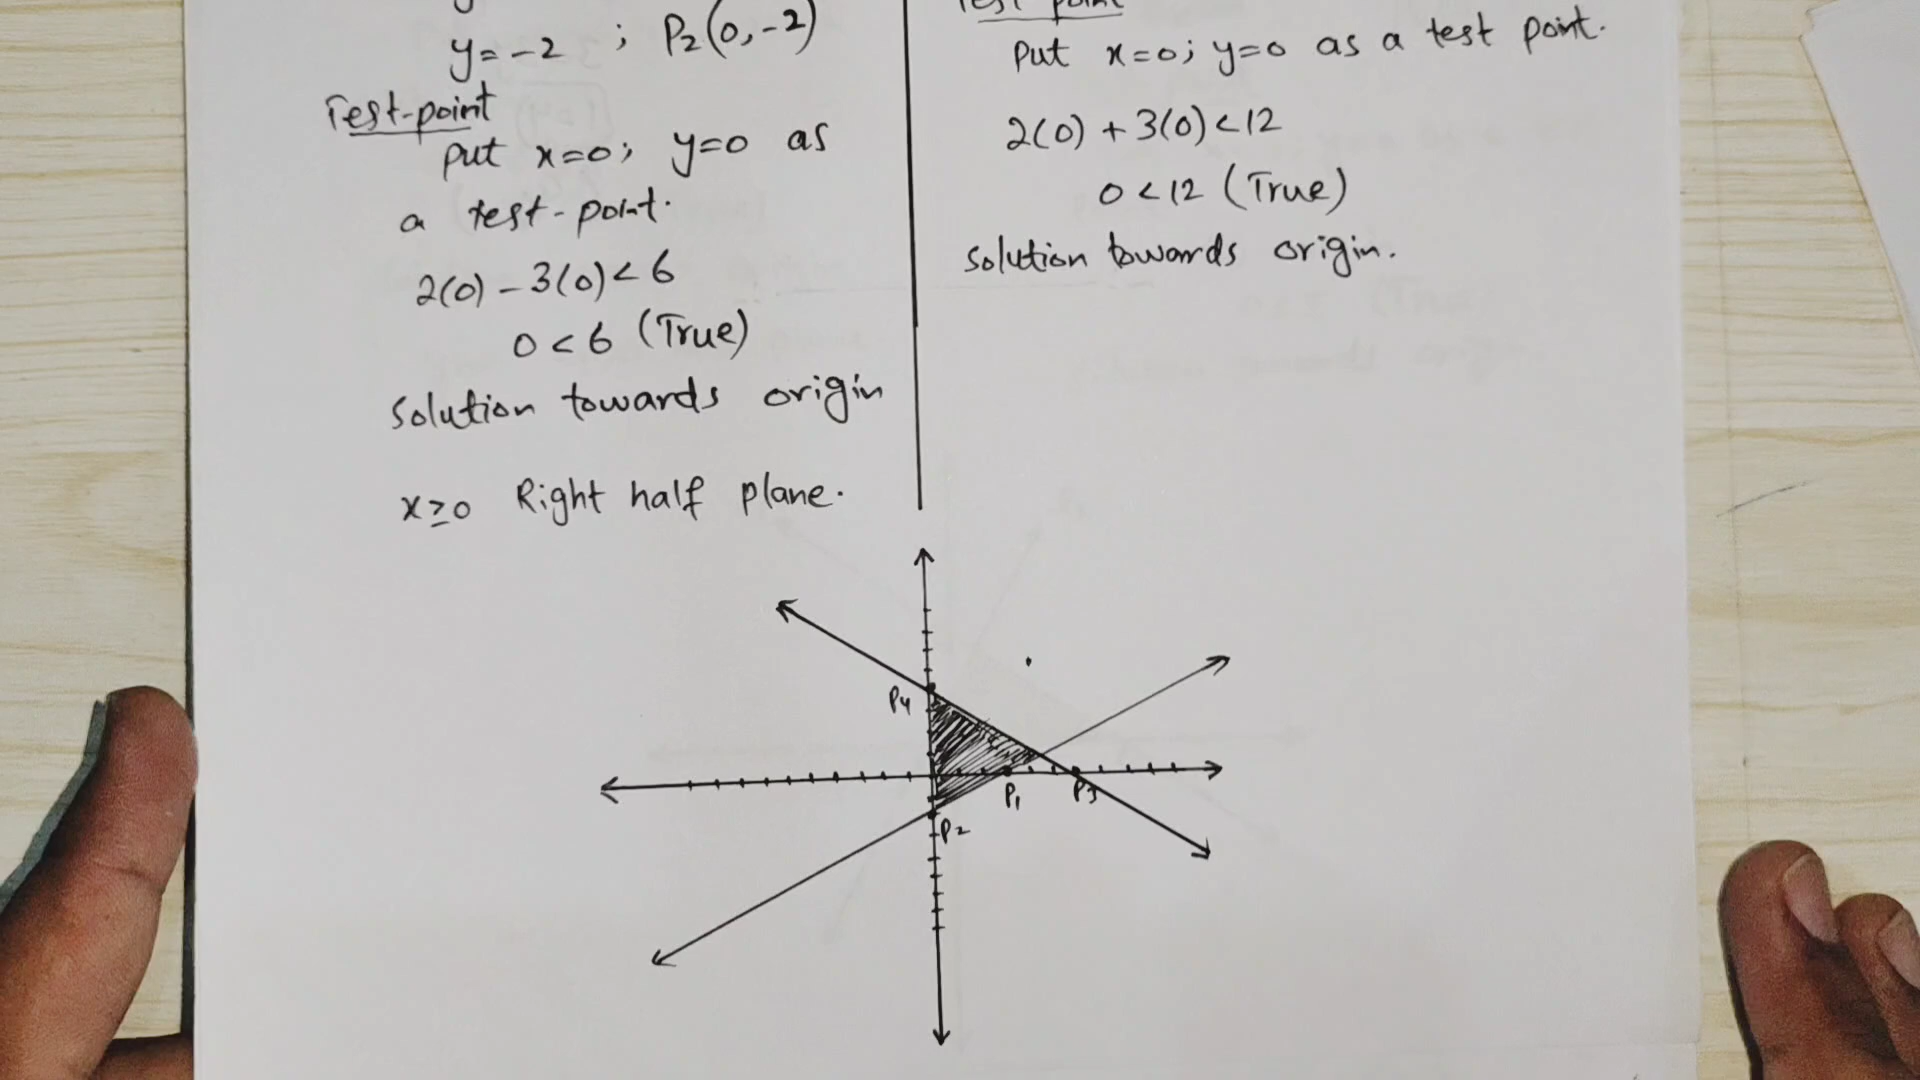 y=-2 ; P2(0,-2)
Test-point
put x=0; y=0 as
a test-point.
2(0) - 3(0) < 6
0 < 6 (True)
Solution towards origin
x≥0 Right half plane.
Test point
Put x=0; y=0 as a test point.
2(0) + 3(0) < 12
0 < 12 (True)
Solution towards origin.
P4
P1
P3
P2